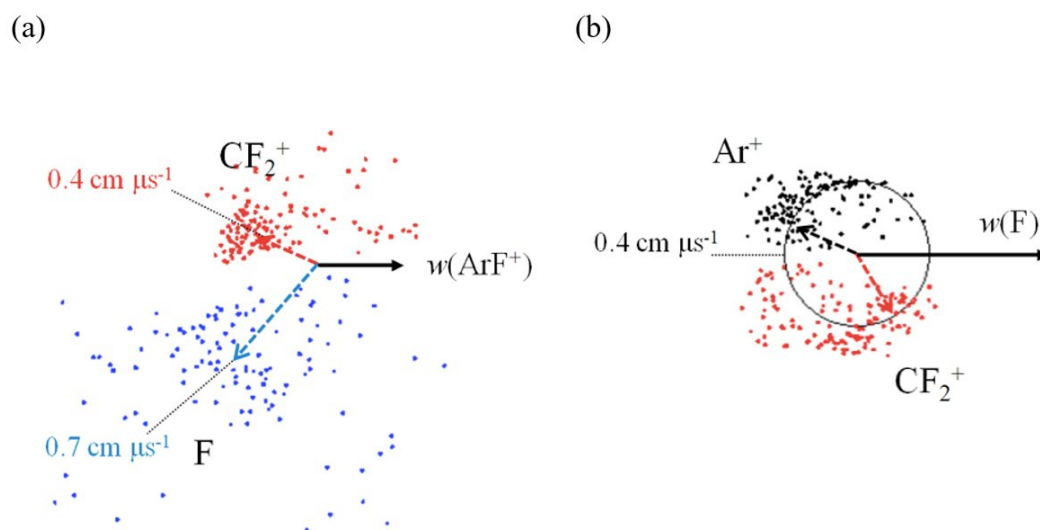 (a)
CF₂⁺
0.4 cm μs⁻¹
w(ArF⁺)
0.7 cm μs⁻¹
F
(b)
Ar⁺
w(F)
0.4 cm μs⁻¹
CF₂⁺